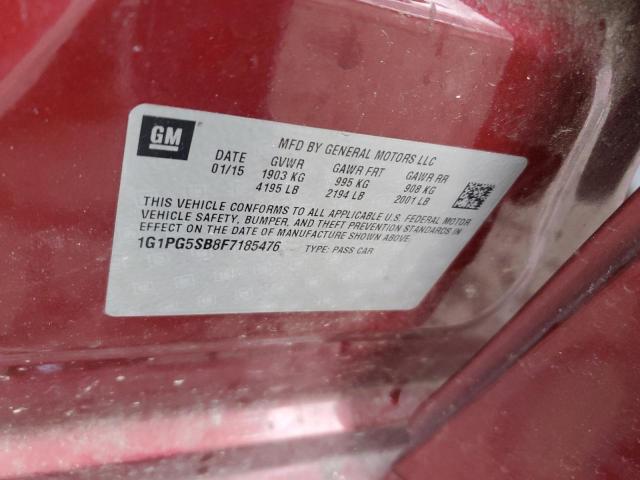 GM
MFD BY GENERAL MOTORS LLC
DATE GVWR GAWR FRT GAWR RR
01/15 1903 KG 995 KG 908 KG
4195 LB 2194 LB 2001 LB
THIS VEHICLE CONFORMS TO ALL APPLICABLE U.S. FEDERAL MOTOR
VEHICLE SAFETY, BUMPER, AND THEFT PREVENTION STANDARDS IN
EFFECT ON THE DATE OF MANUFACTURE SHOWN ABOVE.
1G1PG5SB8F7185476 TYPE: PASS CAR